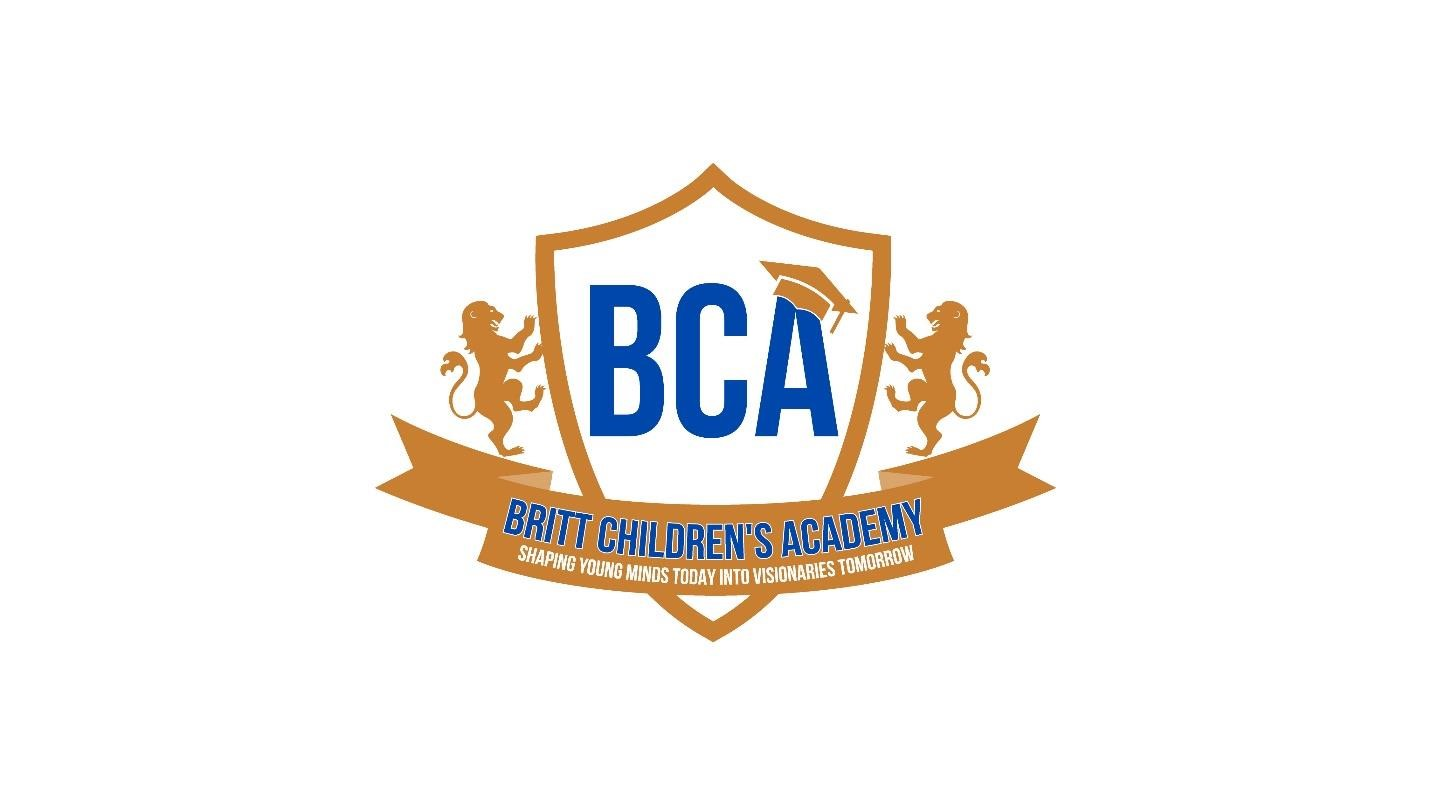 BCA
BRITT CHILDREN'S ACADEMY
SHAPING YOUNG MINDS TODAY INTO VISIONARIES TOMORROW